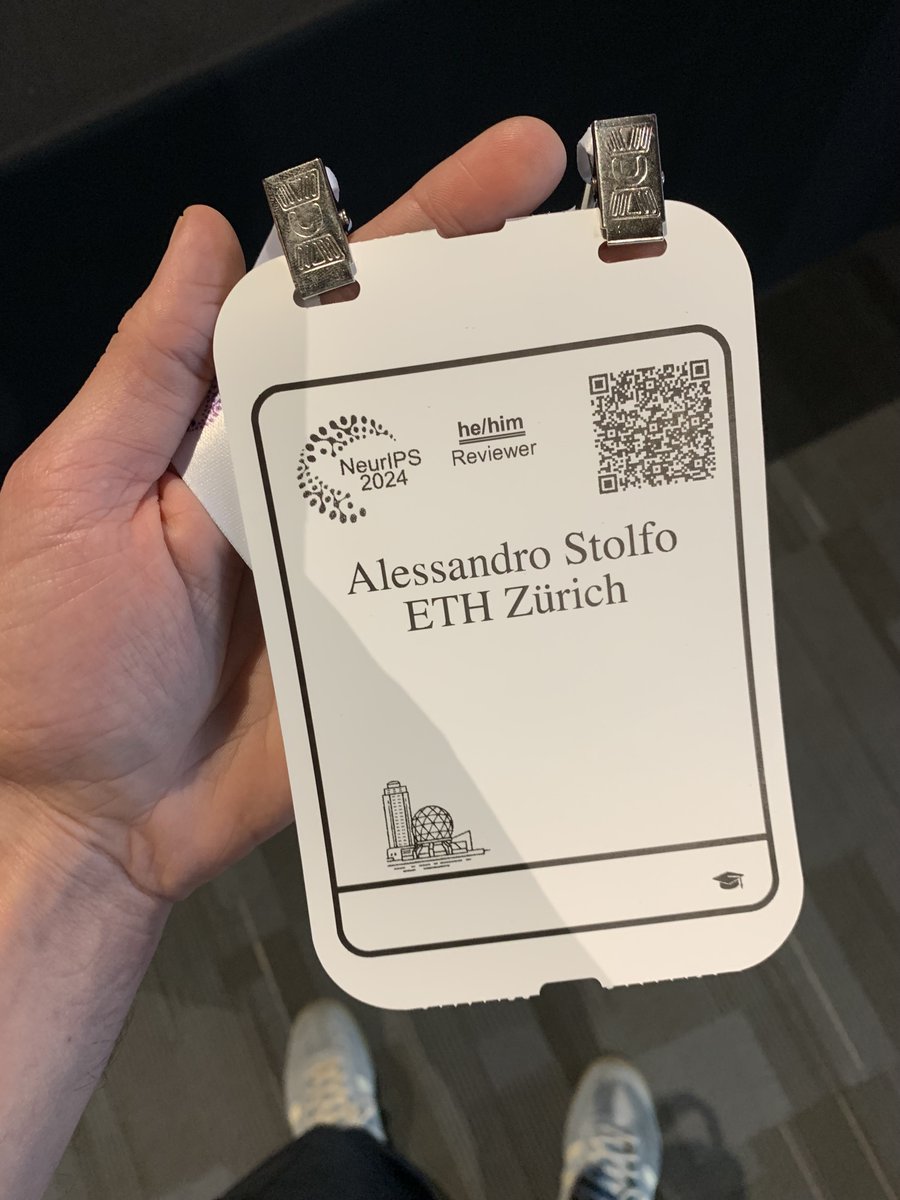 NeurIPS
2024
he/him
Reviewer
Alessandro Stolfo
ETH Zürich